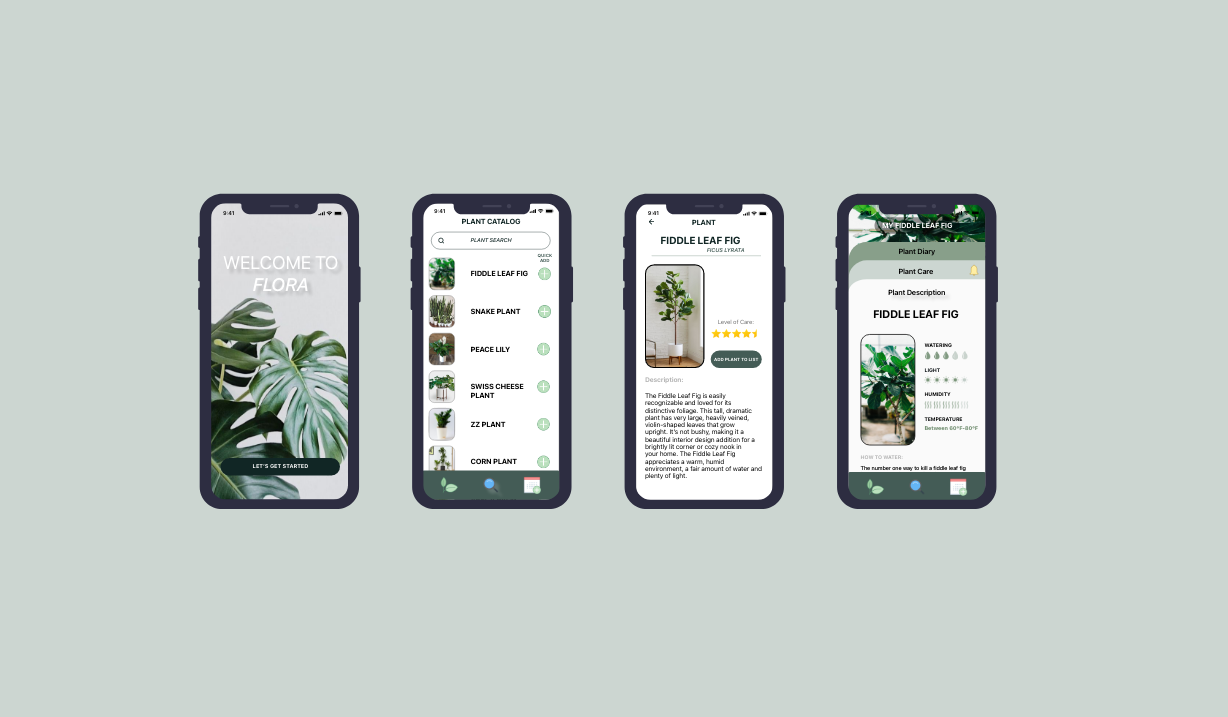 9:41
WELCOME TO
FLORA
LET'S GET STARTED
9:41
PLANT CATALOG
PLANT SEARCH
QUICK
ADD
FIDDLE LEAF FIG
SNAKE PLANT
PEACE LILY
SWISS CHEESE
PLANT
ZZ PLANT
CORN PLANT
9:41
PLANT
FIDDLE LEAF FIG
FICUS LYRATA
Level of Care:
ADD PLANT TO LIST
Description:
The Fiddle Leaf Fig is easily
recognizable and loved for its
distinctive foliage. This tall, dramatic
plant has very large, heavily veined,
violin-shaped leaves that grow
upright. It's not bushy, making it a
beautiful interior design addition for a
brightly lit corner or cozy nook in
your home. The Fiddle Leaf Fig
appreciates a warm, humid
environment, a fair amount of water and
plenty of light.
MY FIDDLE LEAF FIG
Plant Diary
Plant Care
Plant Description
FIDDLE LEAF FIG
WATERING
LIGHT
HUMIDITY
TEMPERATURE
Between 60°F-80°F
HOW TO WATER:
The number one way to kill a fiddle leaf fig